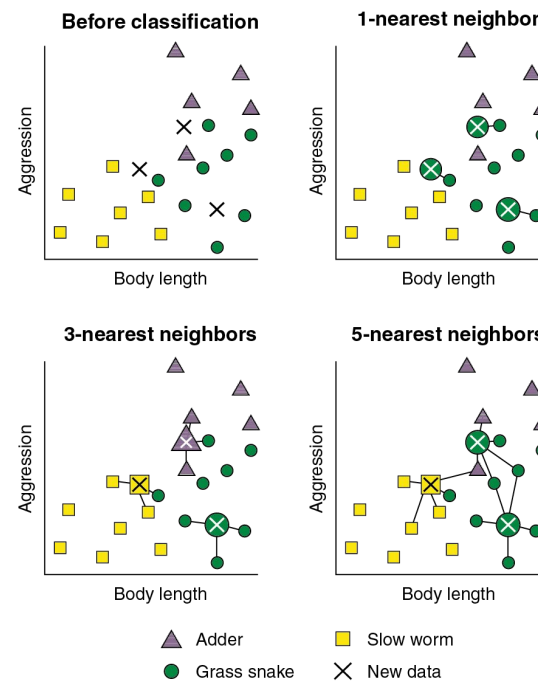 Before classification
1-nearest neighbor
Aggression
Aggression
Body length
Body length
3-nearest neighbors
5-nearest neighbors
Aggression
Aggression
Body length
Body length
Adder
Slow worm
Grass snake
New data